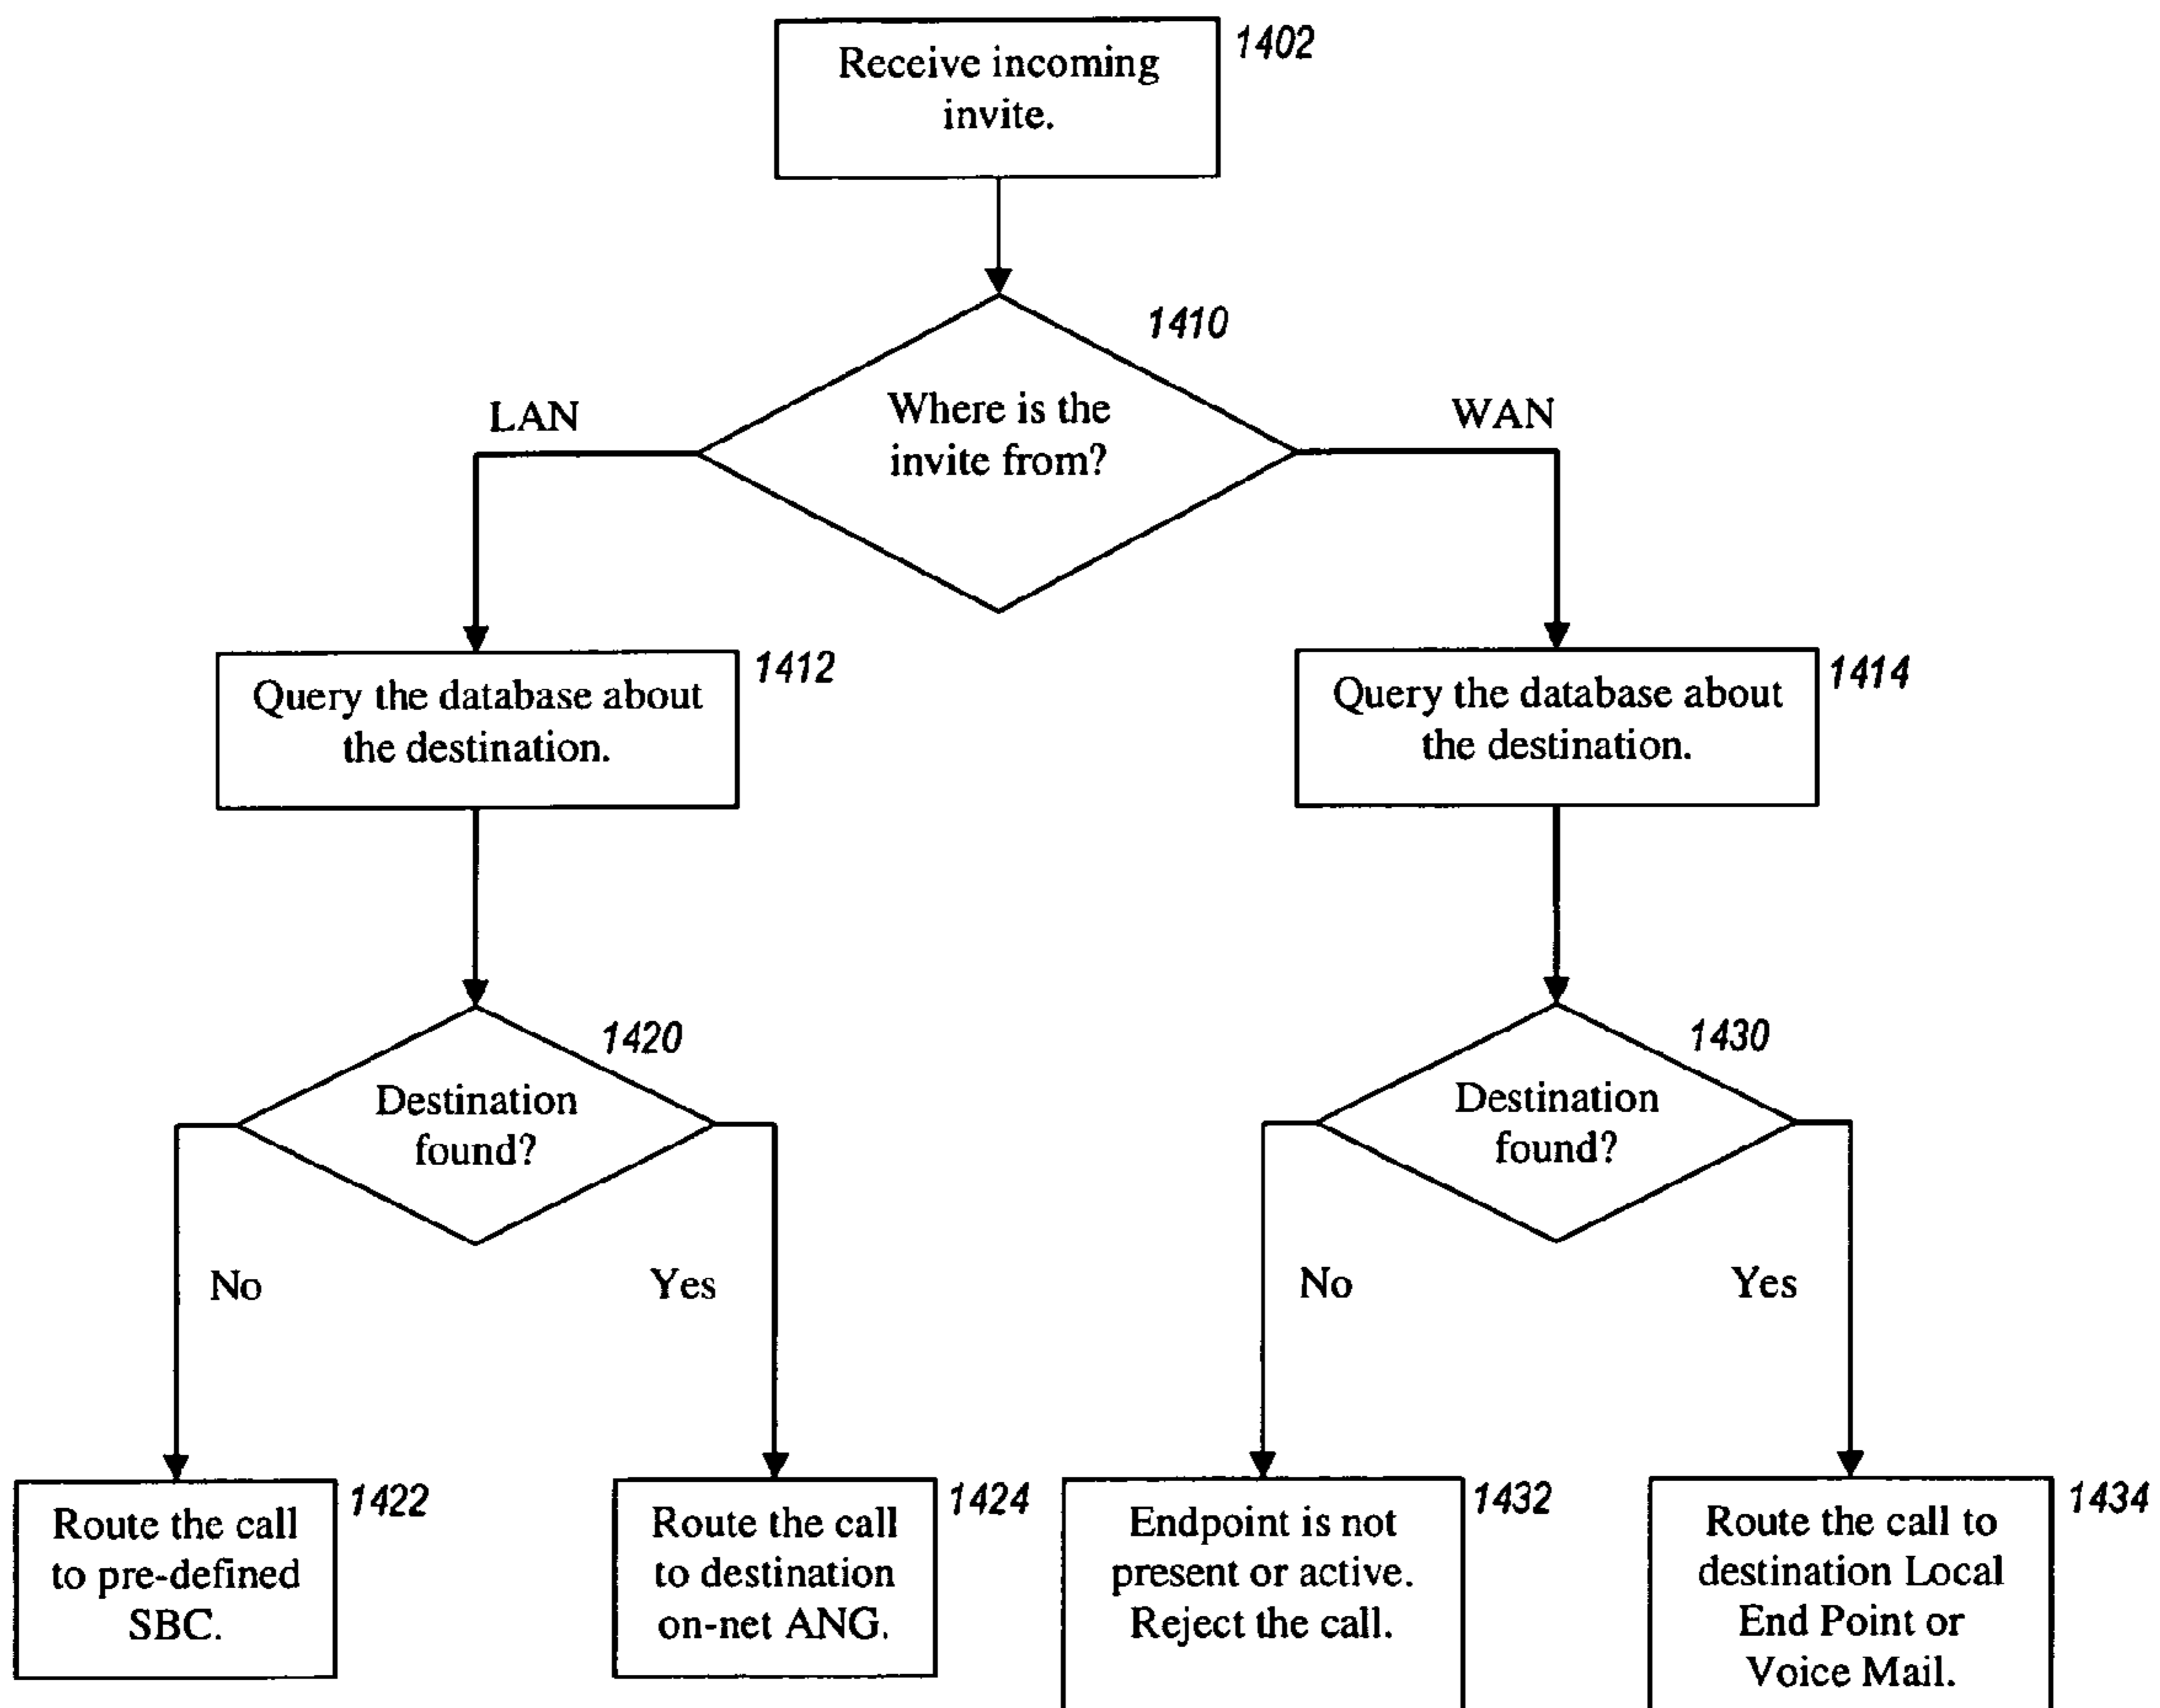 Receive incoming
invite.
1402
1410
Where is the
invite from?
LAN
WAN
Query the database about
the destination.
1412
Query the database about
the destination.
1414
1420
Destination
found?
1430
Destination
found?
No
Yes
No
Yes
Route the call
to pre-defined
SBC.
1422
Route the call
to destination
on-net ANG.
1424
Endpoint is not
present or active.
Reject the call.
1432
Route the call to
destination Local
End Point or
Voice Mail.
1434